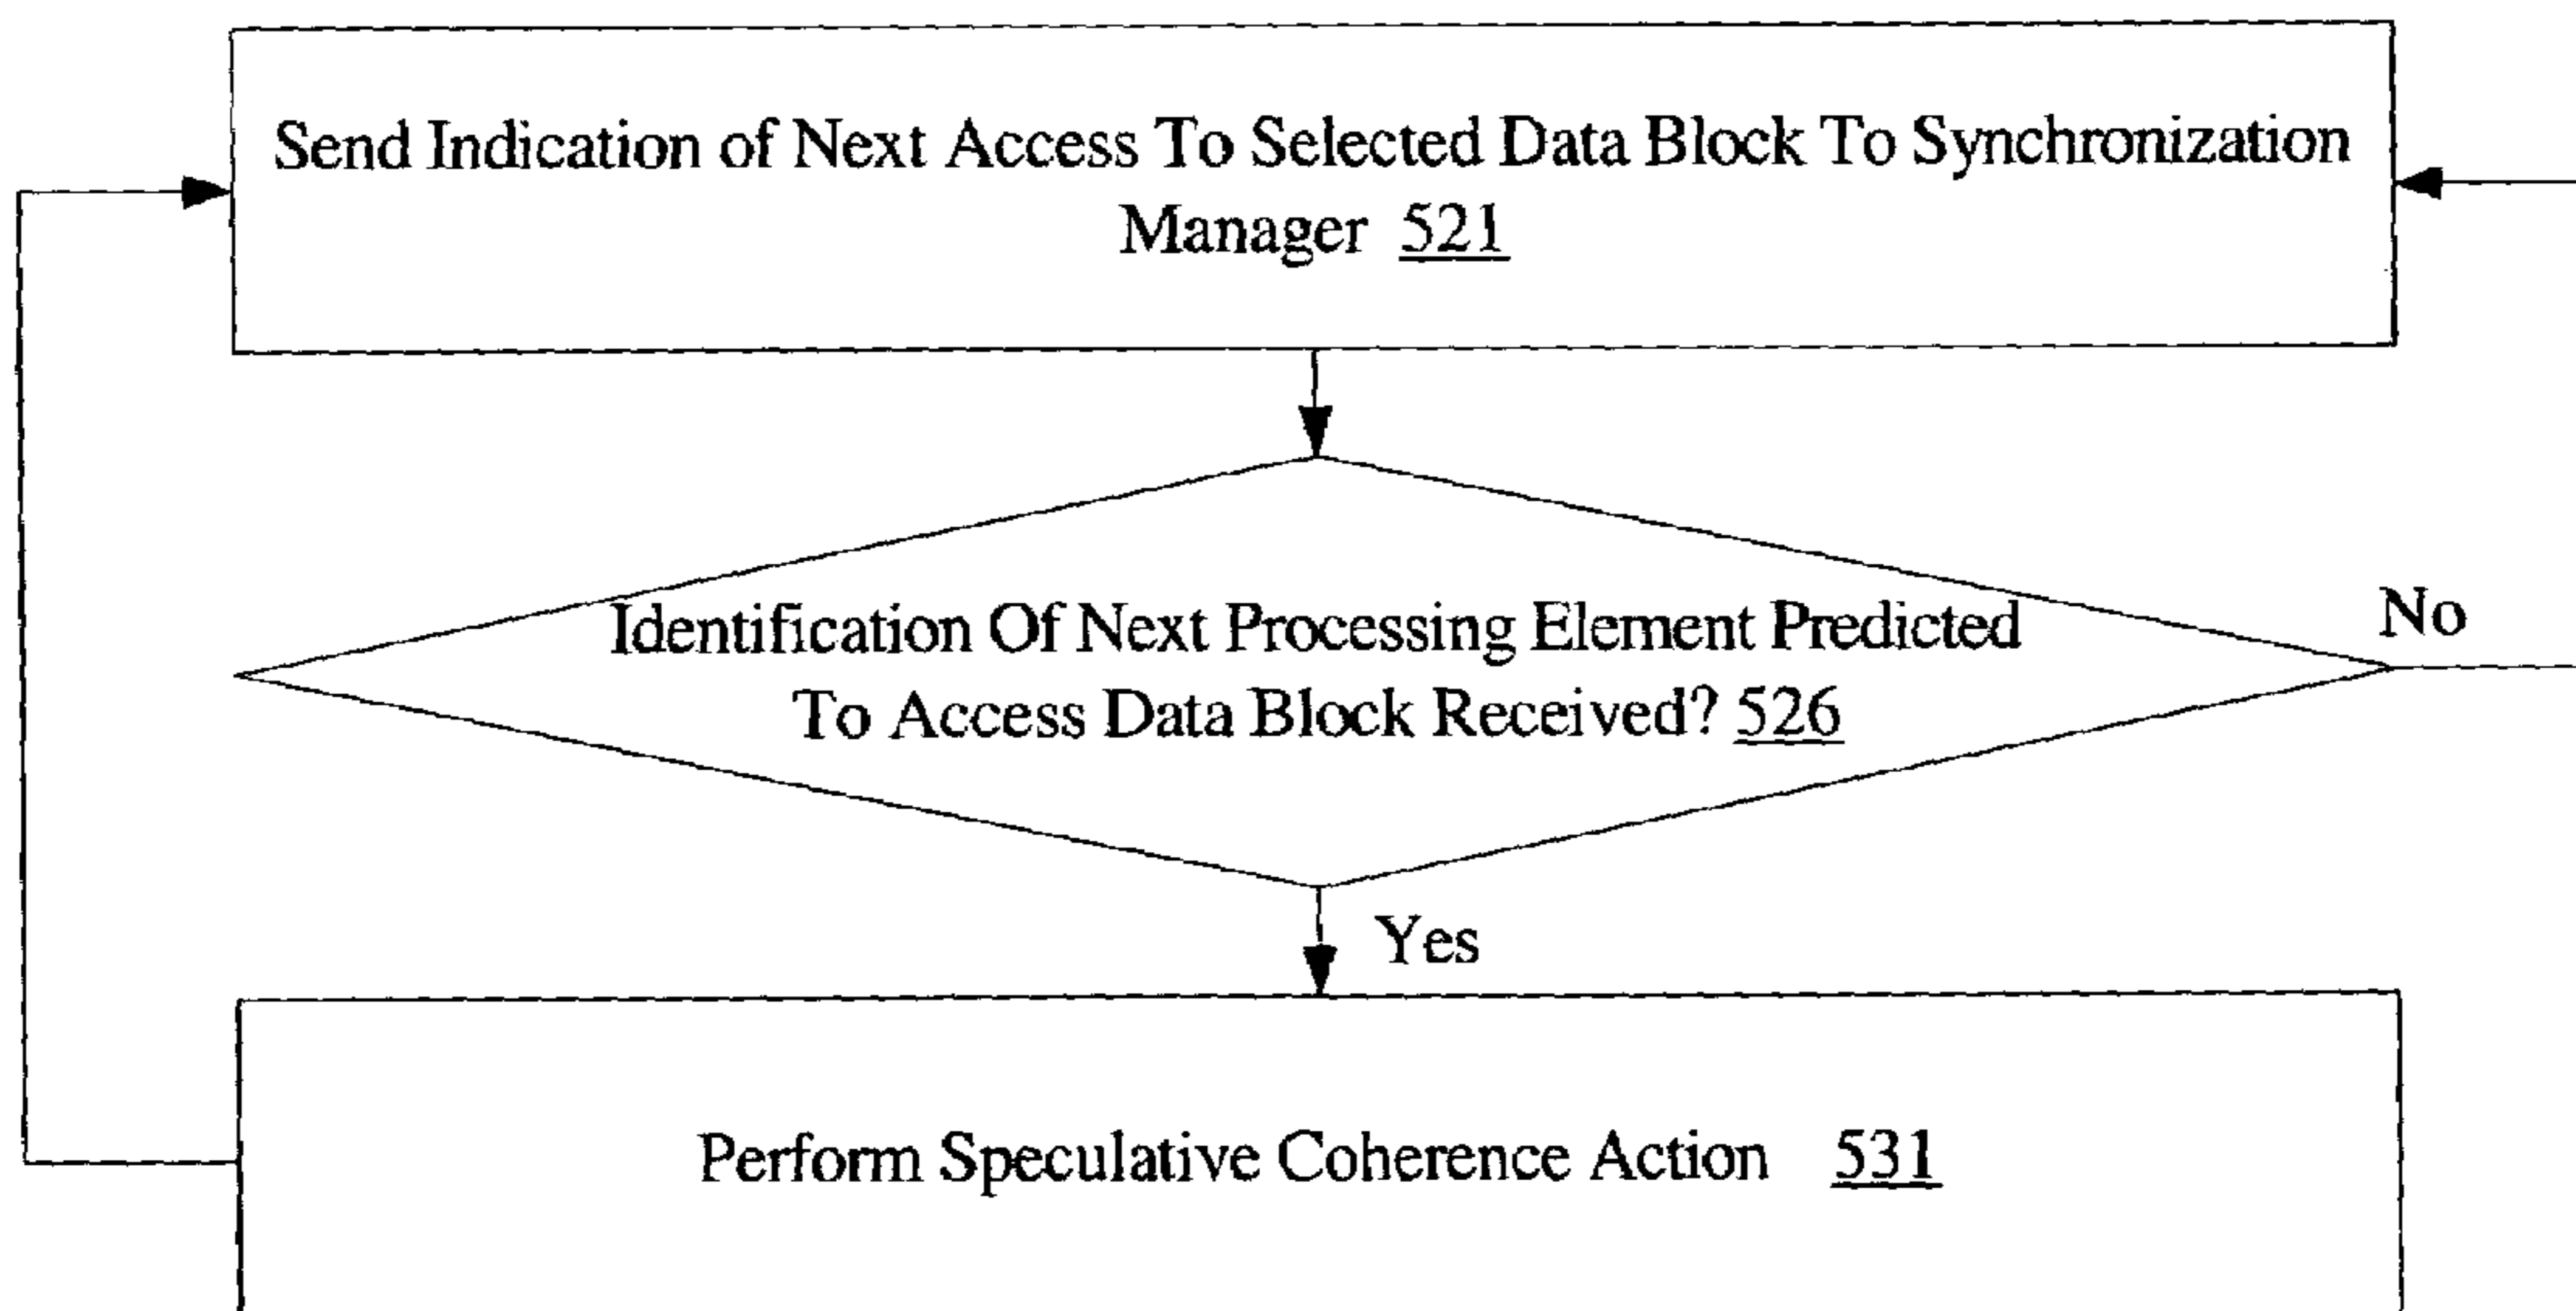 Send Indication of Next Access To Selected Data Block To Synchronization
Manager 521
Identification Of Next Processing Element Predicted
To Access Data Block Received? 526
No
Yes
Perform Speculative Coherence Action 531